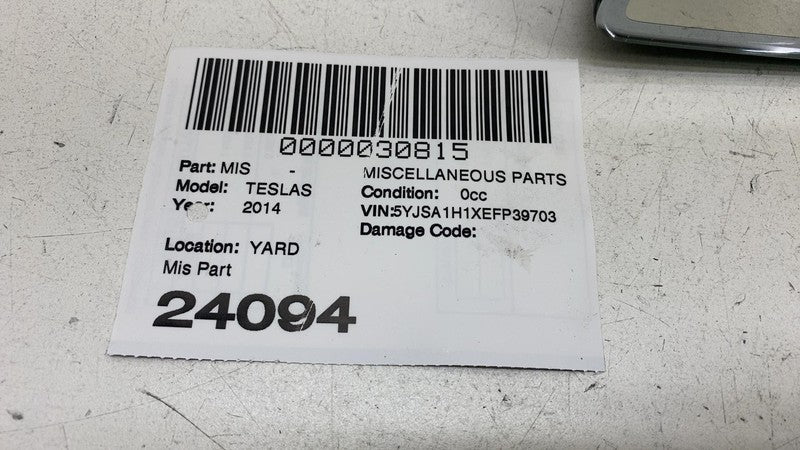 0000030815
Part: MIS - MISCELLANEOUS PARTS
Model: TESLAS Condition: 0cc
Year: 2014 VIN:5YJSA1H1XEFP39703
Damage Code:
Location: YARD
Mis Part
24094